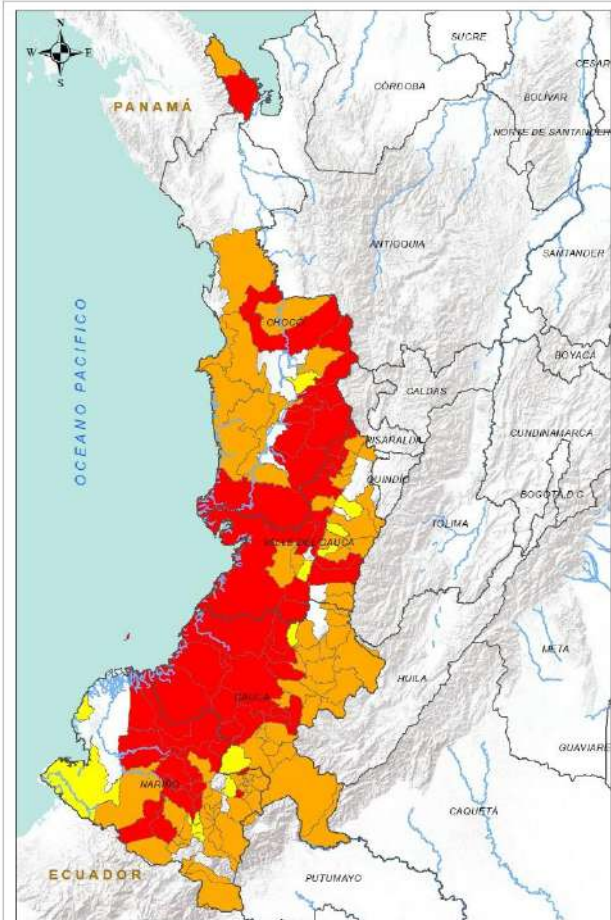 N
W E
S
SUCRE
CESAR
CÓRDOBA
BOLÍVAR
PANAMÁ
NORTE DE SANTANDER
ANTIOQUIA
SANTANDER
OCEANO PACIFICO
CHOCÓ
BOYACÁ
CALDAS
RISARALDA
CUNDINAMARCA
QUINDÍO
BOGOTÁ D.C.
TOLIMA
VALLE DEL CAUCA
META
HUILA
CAUCA
GUAVIARE
NARIÑO
CAQUETÁ
ECUADOR
PUTUMAYO